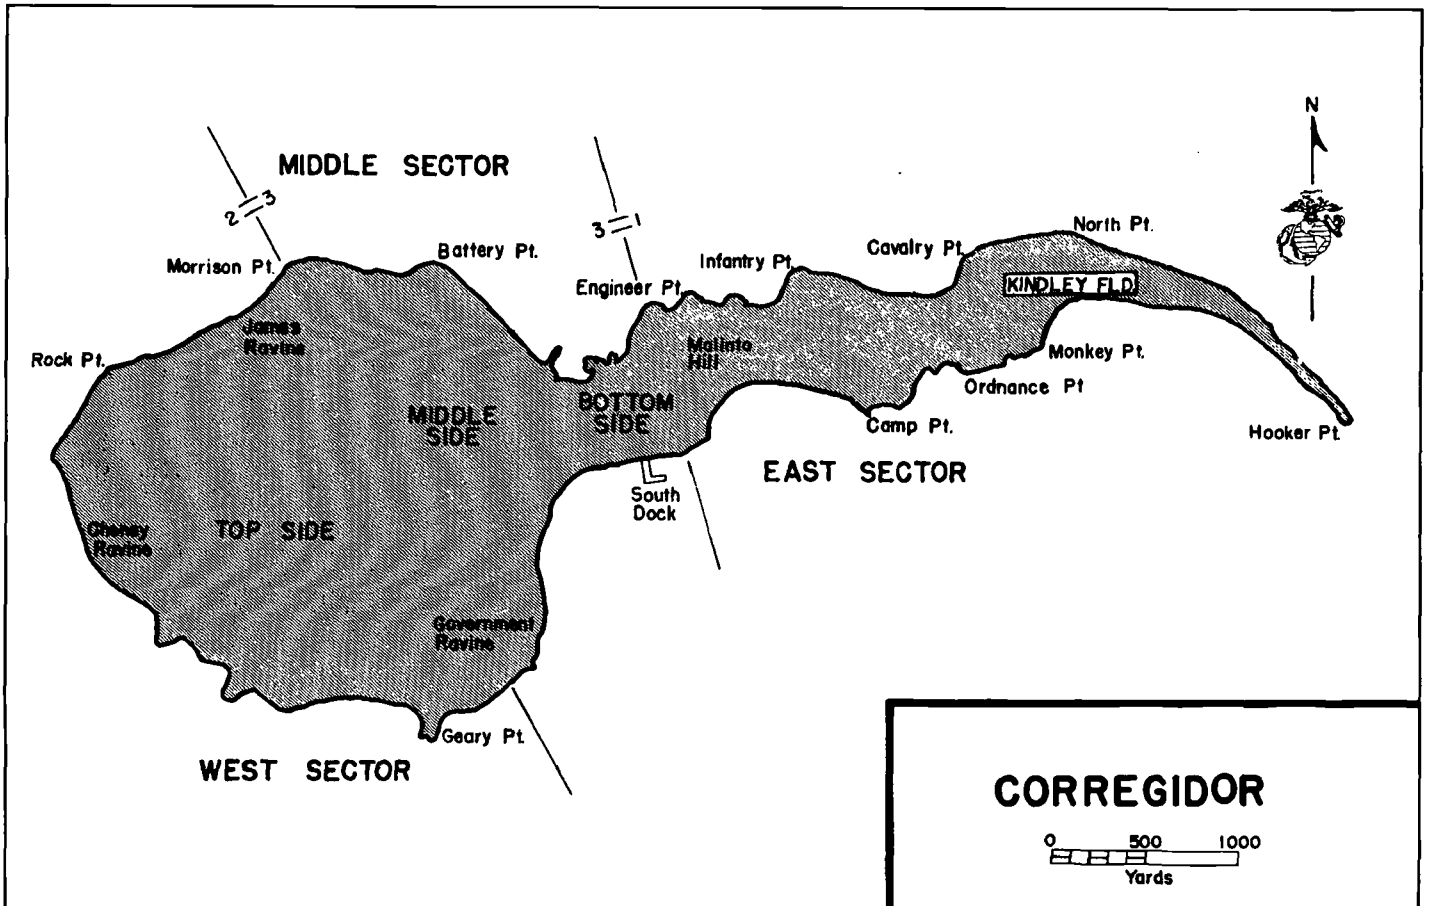 N
MIDDLE SECTOR
2 3
3 1
North Pt.
Battery Pt.
Cavalry Pt.
Morrison Pt.
Infantry Pt.
Engineer Pt.
KINDLEY FLD
James
Ravine
Malinta
Hill
Rock Pt.
Monkey Pt.
Ordnance Pt
MIDDLE
SIDE
BOTTOM
SIDE
Camp Pt.
Hooker Pt.
EAST SECTOR
South
Dock
Cheney
Ravine
TOP SIDE
Government
Ravine
Geary Pt.
WEST SECTOR
CORREGIDOR
0 500 1000
Yards